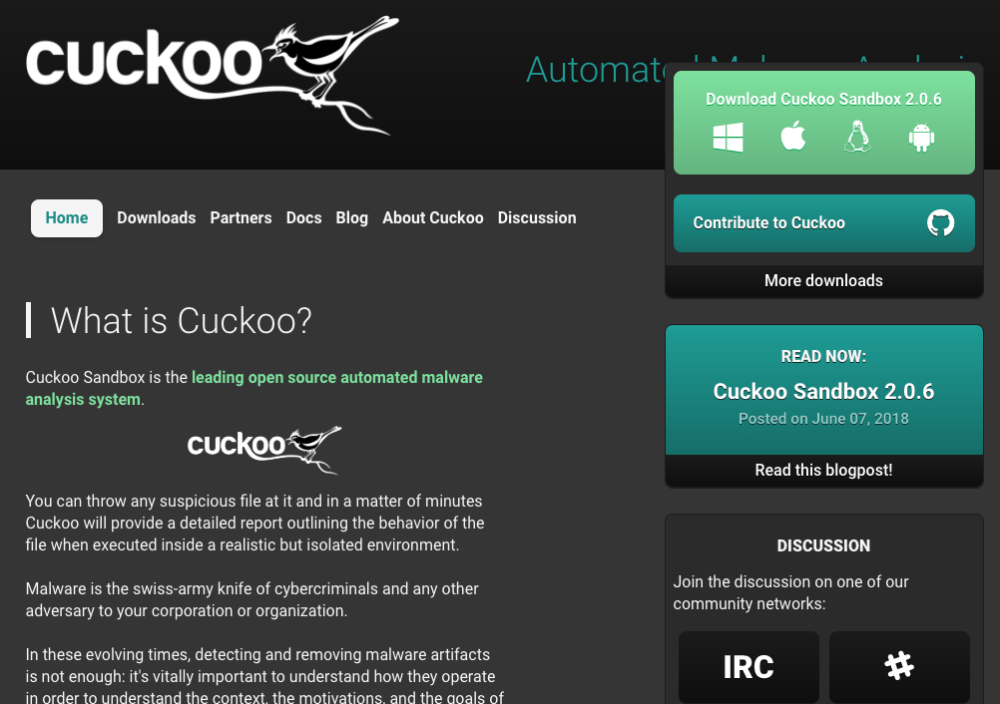 cuckoo
Automated Malware Analysis
Download Cuckoo Sandbox 2.0.6
Contribute to Cuckoo
More downloads
Home Downloads Partners Docs Blog About Cuckoo Discussion
What is Cuckoo?
Cuckoo Sandbox is the leading open source automated malware
analysis system.
cuckoo
You can throw any suspicious file at it and in a matter of minutes
Cuckoo will provide a detailed report outlining the behavior of the
file when executed inside a realistic but isolated environment.
Malware is the swiss-army knife of cybercriminals and any other
adversary to your corporation or organization.
In these evolving times, detecting and removing malware artifacts
is not enough: it's vitally important to understand how they operate
in order to understand the context, the motivations, and the goals of
READ NOW:
Cuckoo Sandbox 2.0.6
Posted on June 07, 2018
Read this blogpost!
DISCUSSION
Join the discussion on one of our
community networks:
IRC